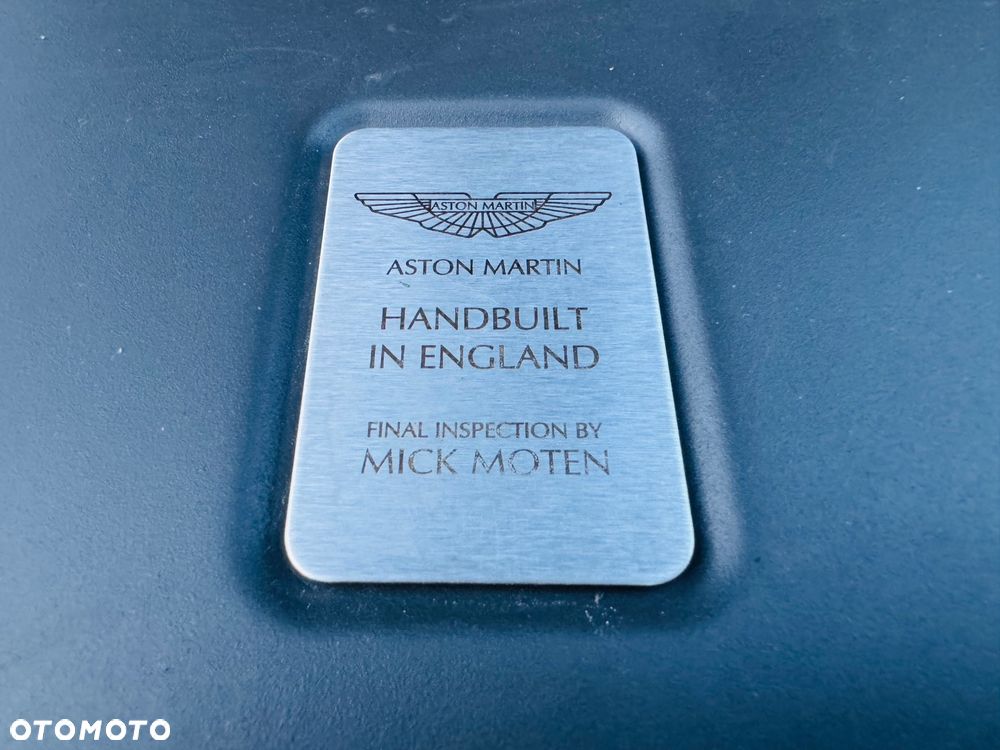 ASTON MARTIN
ASTON MARTIN
HANDBUILT
IN ENGLAND
FINAL INSPECTION BY
MICK MOTEN
OTOMOTO